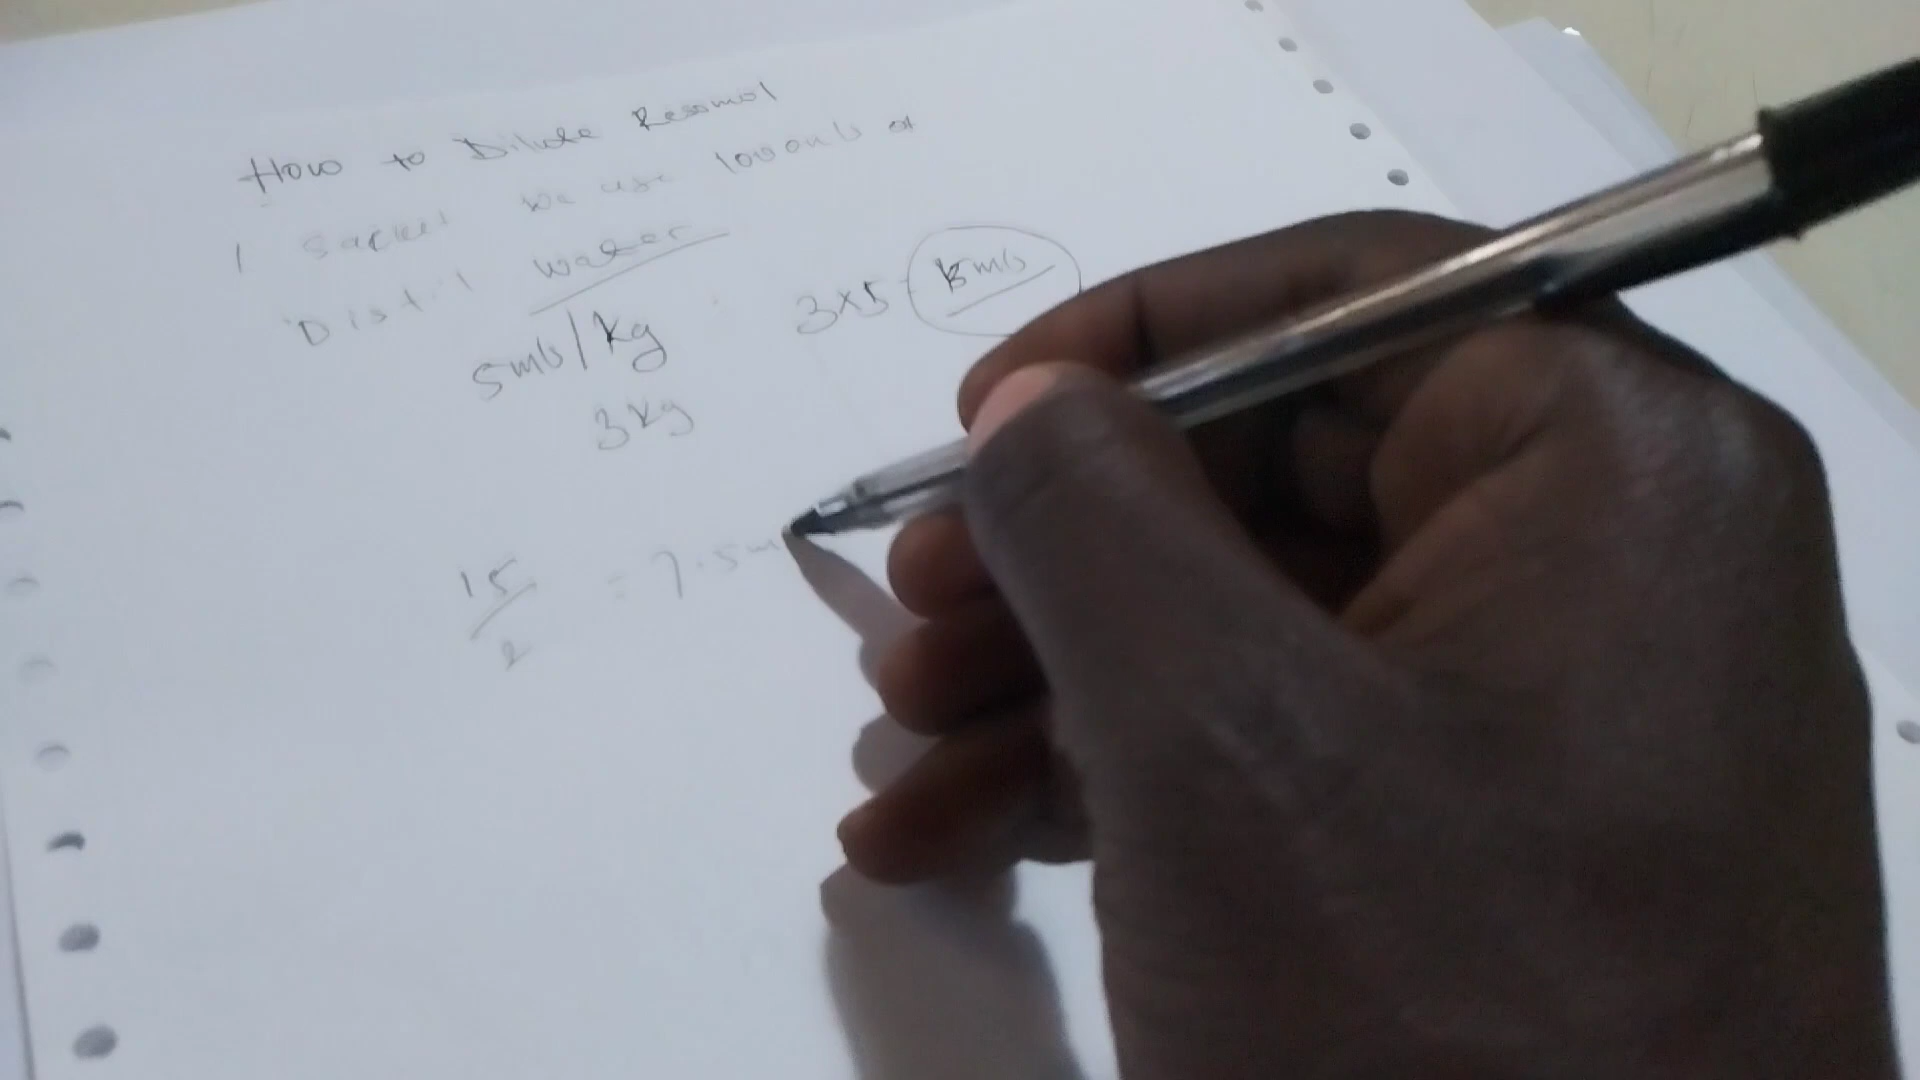 How to Dilute Resomol
1 sachet we use 1000mls of
Distil water
5mls/kg 3x5 = 15mls
3kg
15/2 = 7.5m